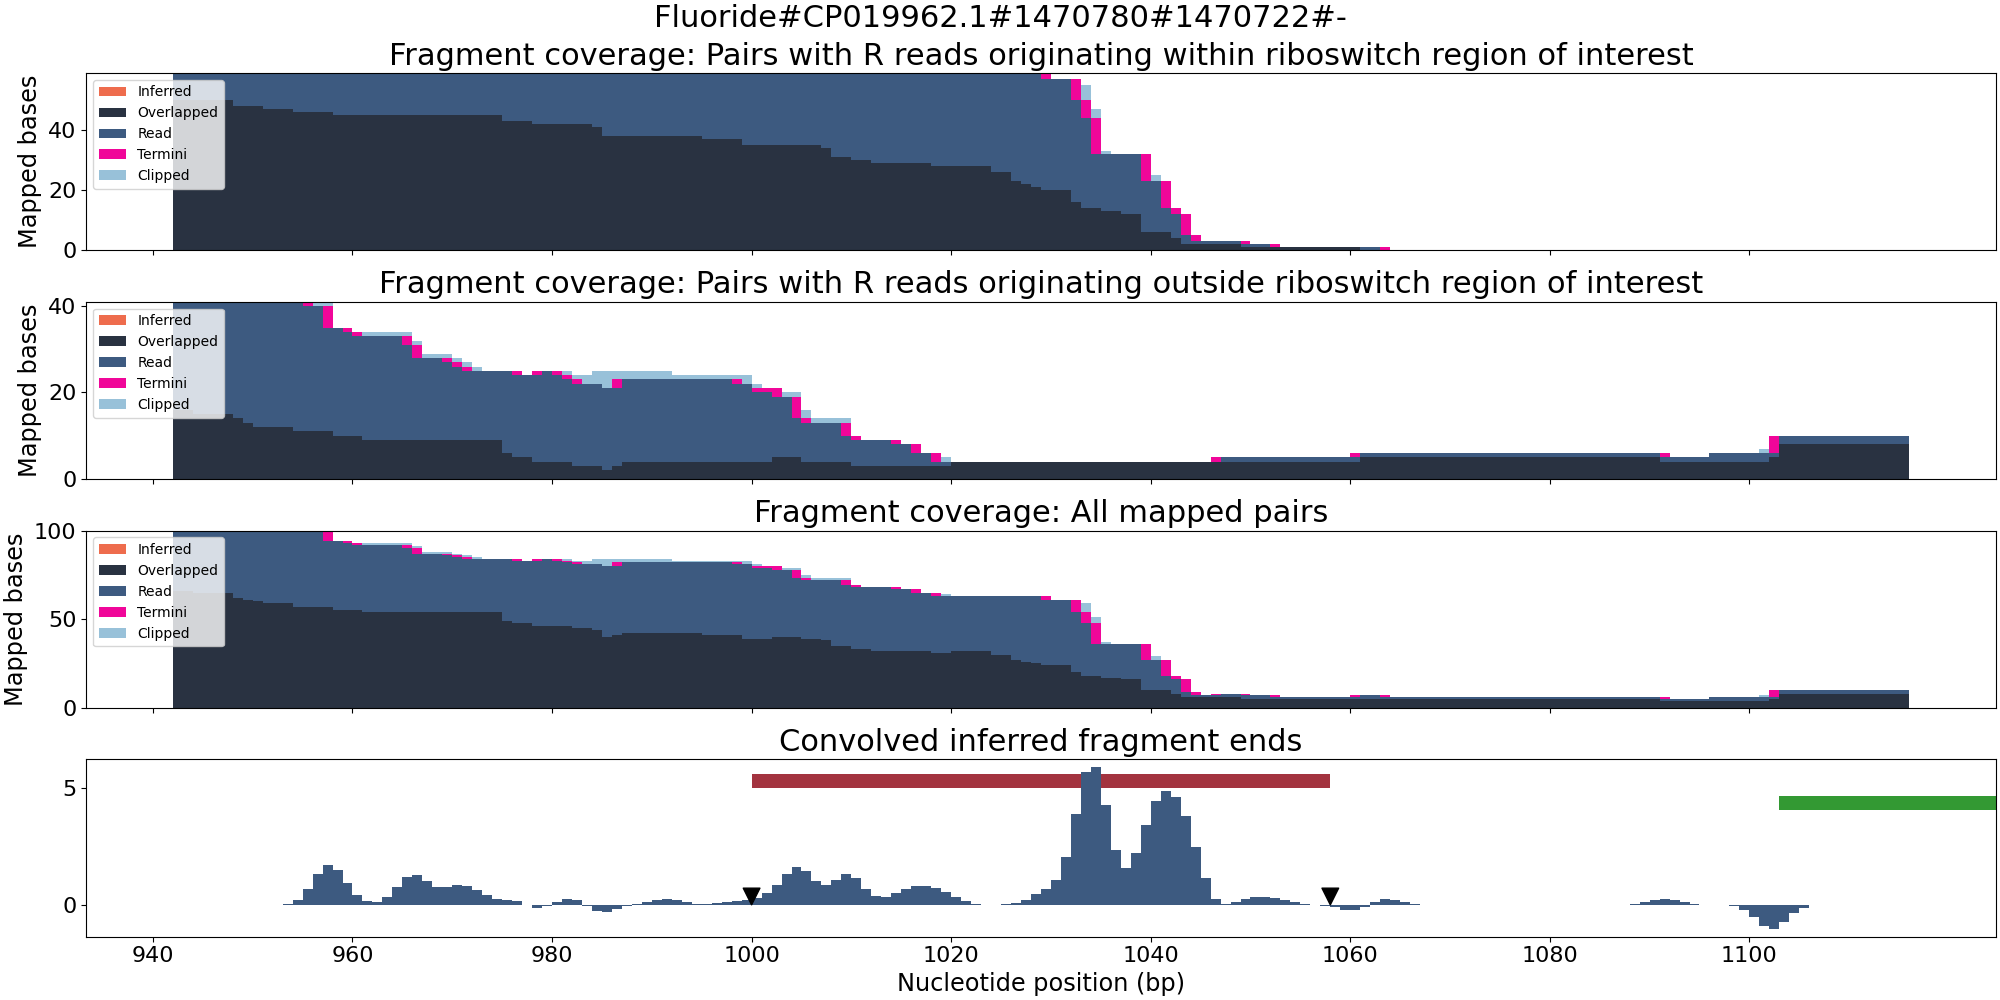 Fluoride#CP019962.1#1470780#1470722#-
Fragment coverage: Pairs with R reads originating within riboswitch region of interest
Mapped bases
40
20
0
Inferred
Overlapped
Read
Termini
Clipped
Fragment coverage: Pairs with R reads originating outside riboswitch region of interest
Mapped bases
40
20
0
Inferred
Overlapped
Read
Termini
Clipped
Fragment coverage: All mapped pairs
Mapped bases
100
50
0
Inferred
Overlapped
Read
Termini
Clipped
Convolved inferred fragment ends
5
0
940 960 980 1000 1020 1040 1060 1080 1100
Nucleotide position (bp)